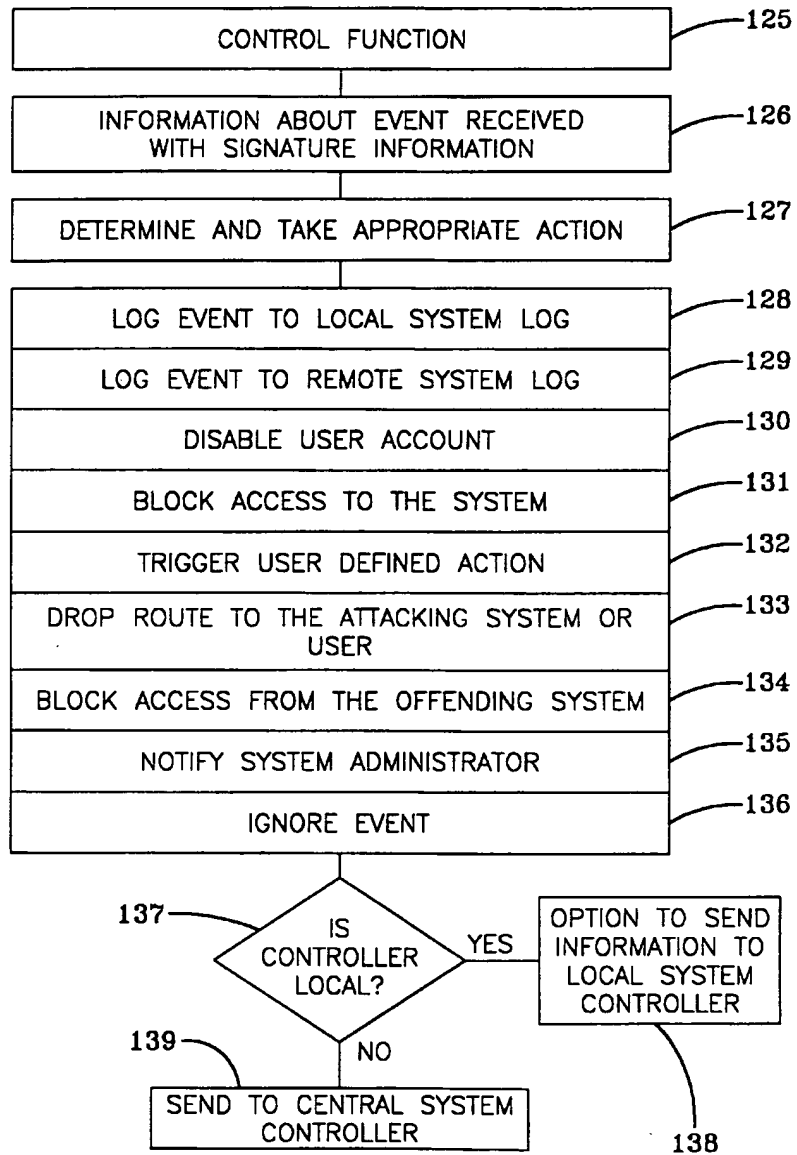 CONTROL FUNCTION
125
INFORMATION ABOUT EVENT RECEIVED
WITH SIGNATURE INFORMATION
126
DETERMINE AND TAKE APPROPRIATE ACTION
127
LOG EVENT TO LOCAL SYSTEM LOG
128
LOG EVENT TO REMOTE SYSTEM LOG
129
DISABLE USER ACCOUNT
130
BLOCK ACCESS TO THE SYSTEM
131
TRIGGER USER DEFINED ACTION
132
DROP ROUTE TO THE ATTACKING SYSTEM OR
USER
133
BLOCK ACCESS FROM THE OFFENDING SYSTEM
134
NOTIFY SYSTEM ADMINISTRATOR
135
IGNORE EVENT
136
137
IS
CONTROLLER
LOCAL?
YES
OPTION TO SEND
INFORMATION TO
LOCAL SYSTEM
CONTROLLER
138
NO
139
SEND TO CENTRAL SYSTEM
CONTROLLER